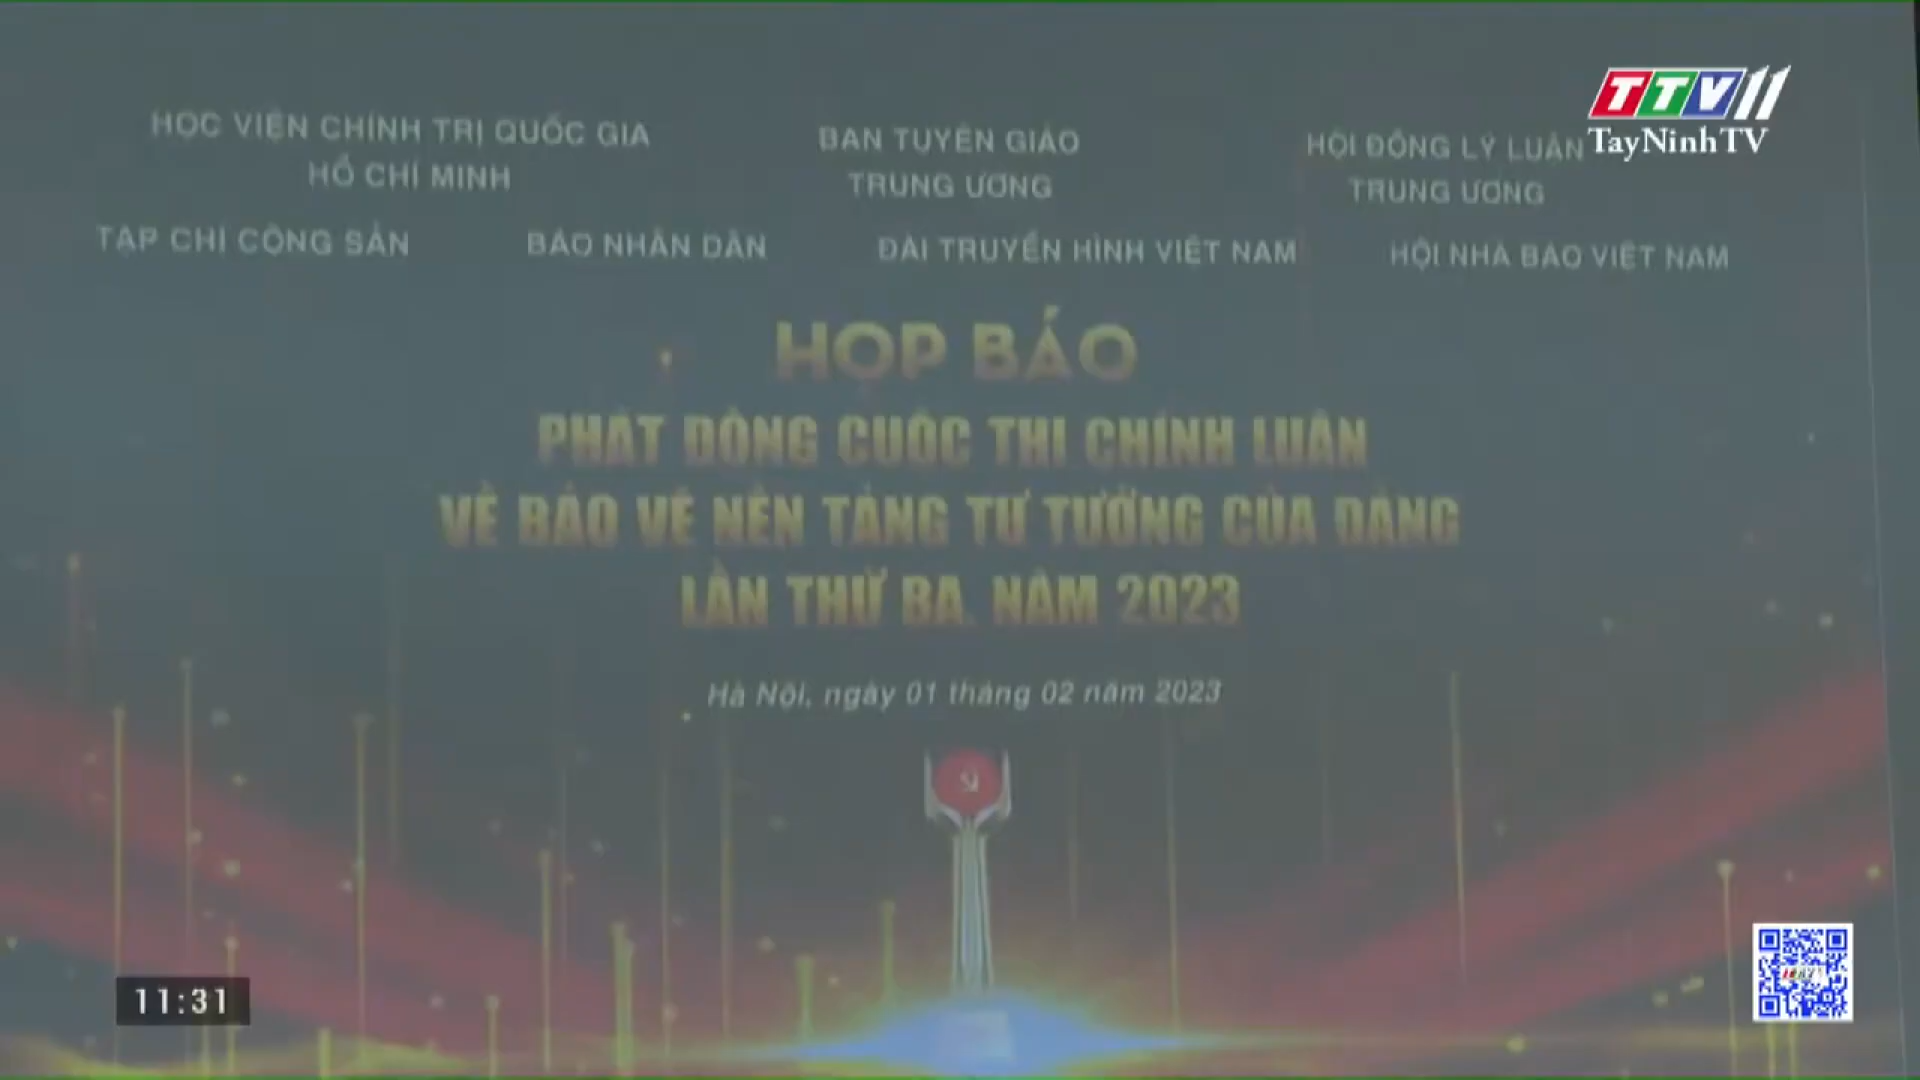 TTV11
TayNinhTV
HỌC VIỆN CHÍNH TRỊ QUỐC GIA
HỒ CHÍ MINH
BAN TUYÊN GIÁO
TRUNG ƯƠNG
HỘI ĐỒNG LÝ LUẬN
TRUNG ƯƠNG
TẠP CHÍ CỘNG SẢN
BÁO NHÂN DÂN
ĐÀI TRUYỀN HÌNH VIỆT NAM
HỘI NHÀ BÁO VIỆT NAM
HỌP BÁO
PHÁT ĐỘNG CUỘC THI CHÍNH LUẬN
VỀ BẢO VỆ NỀN TẢNG TƯ TƯỞNG CỦA ĐẢNG
LẦN THỨ BA, NĂM 2023
Hà Nội, ngày 01 tháng 02 năm 2023
11:31